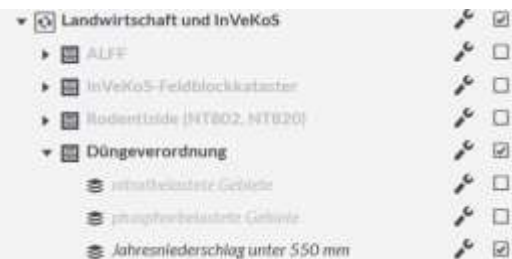 Landwirtschaft und InVeKoS
ALFF
InVeKoS-Feldblockkataster
Rodentizide (NT802, NT820)
Düngeverordnung
nitratbelastete Gebiete
phosphorbelastete Gebiete
Jahresniederschlag unter 550 mm